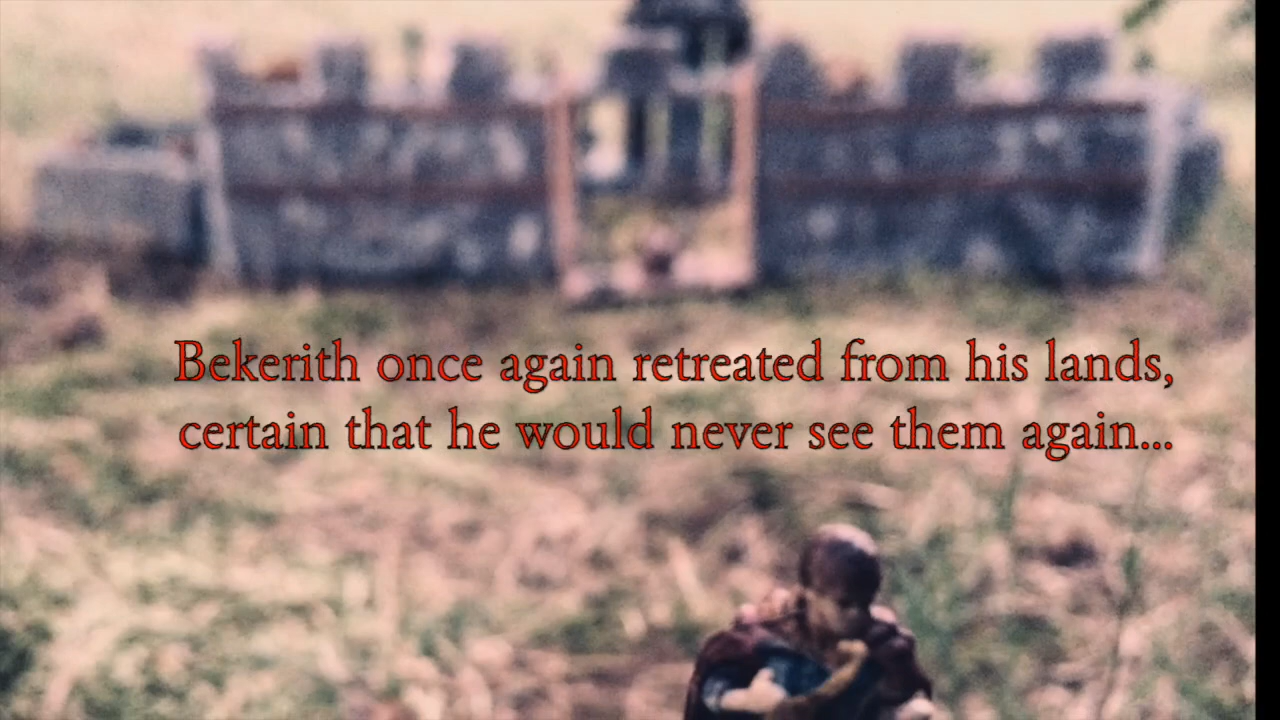 Bekerith once again retreated from his lands,
certain that he would never see them again...